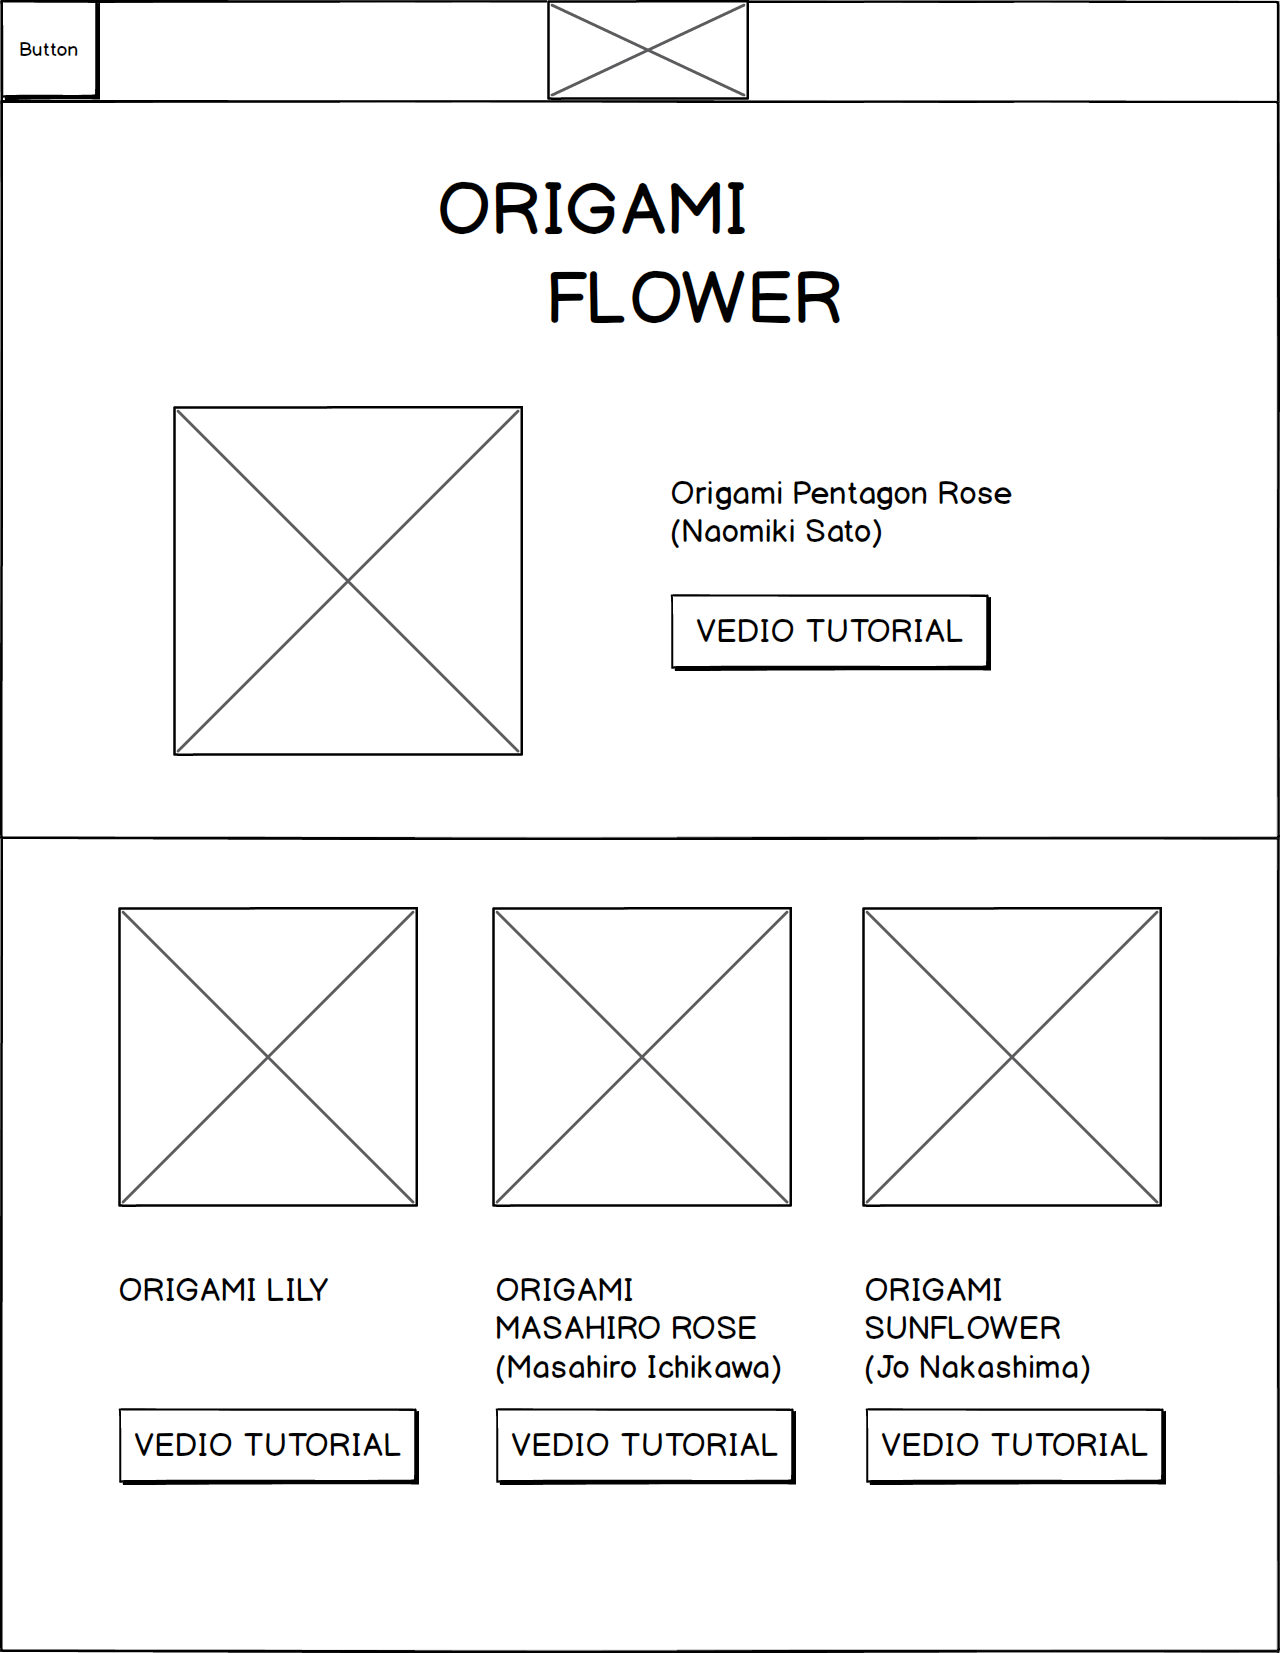 Button
ORIGAMI
FLOWER
Origami Pentagon Rose
(Naomiki Sato)
VEDIO TUTORIAL
ORIGAMI LILY
VEDIO TUTORIAL
ORIGAMI
MASAHIRO ROSE
(Masahiro Ichikawa)
VEDIO TUTORIAL
ORIGAMI
SUNFLOWER
(Jo Nakashima)
VEDIO TUTORIAL